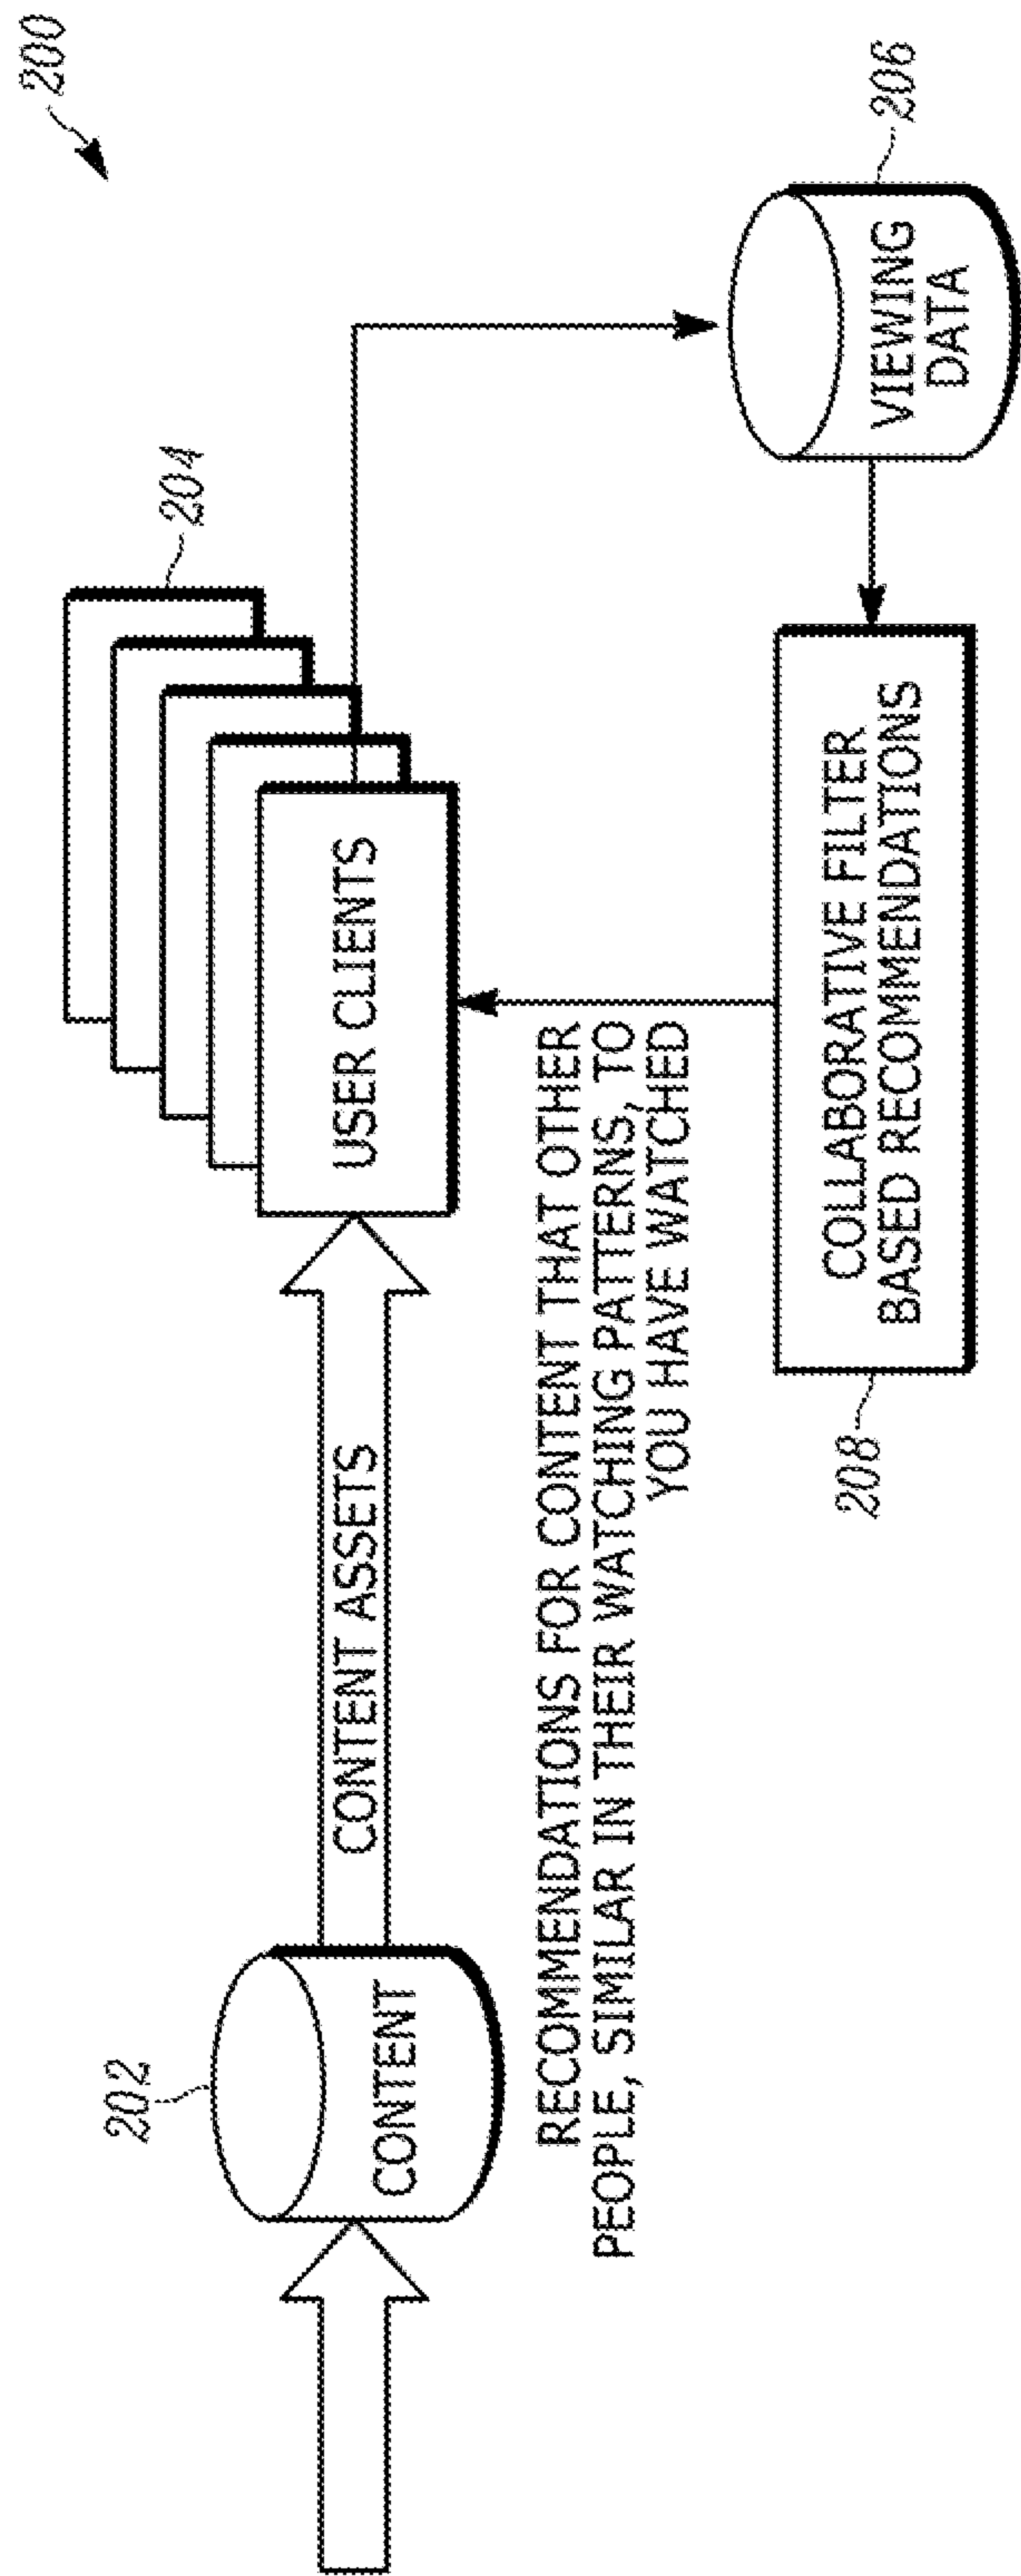 200
204
202
CONTENT
CONTENT ASSETS
USER CLIENTS
RECOMMENDATIONS FOR CONTENT THAT OTHER
PEOPLE, SIMILAR IN THEIR WATCHING PATTERNS, TO
YOU HAVE WATCHED
206
VIEWING
DATA
208
COLLABORATIVE FILTER
BASED RECOMMENDATIONS